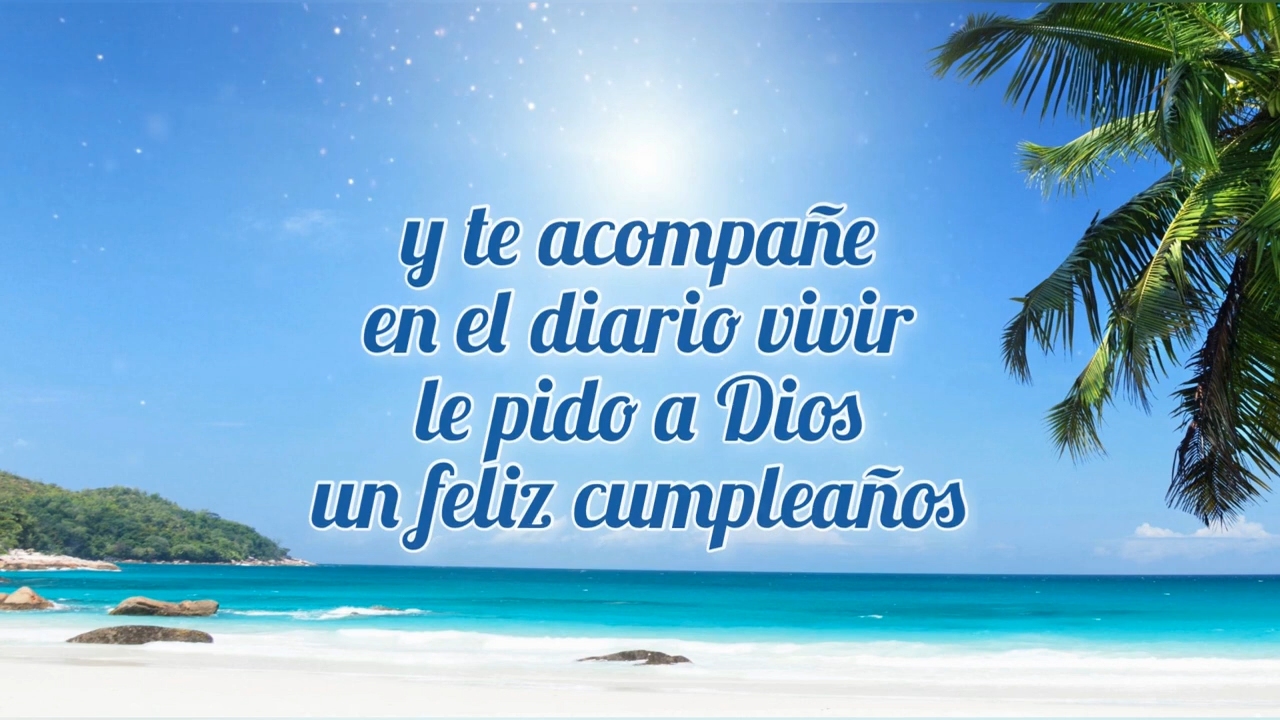 y te acompañe
en el diario vivir
le pido a Dios
un feliz cumpleaños